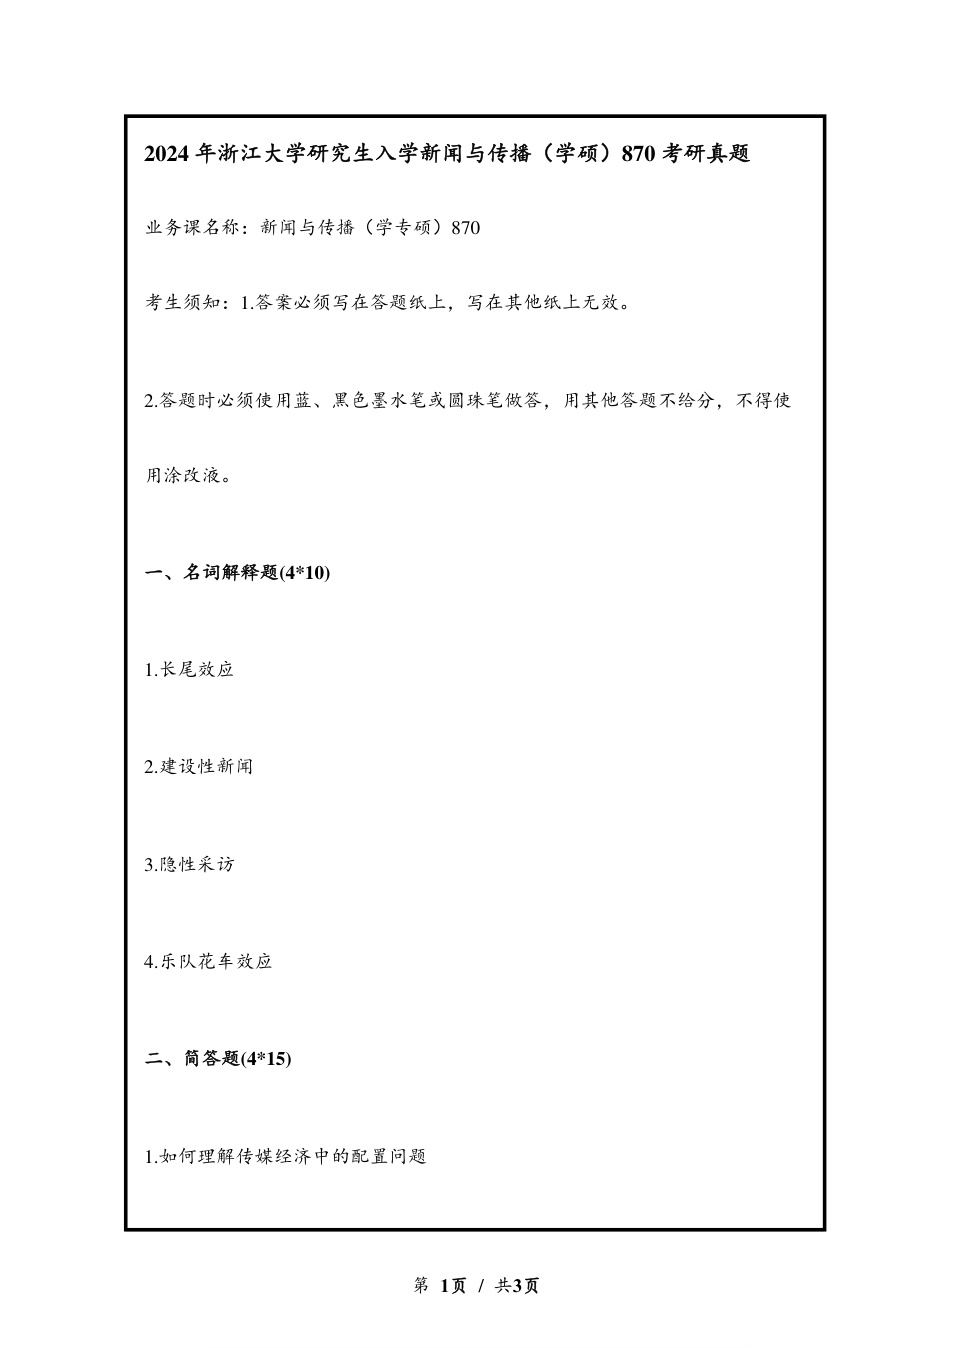 2024 年浙江大学研究生入学新闻与传播（学硕）870 考研真题
业务课名称：新闻与传播（学专硕）870
考生须知：1.答案必须写在答题纸上，写在其他纸上无效。
2.答题时必须使用蓝、黑色墨水笔或圆珠笔做答，用其他答题不给分，不得使
用涂改液。
一、名词解释题(4*10)
1.长尾效应
2.建设性新闻
3.隐性采访
4.乐队花车效应
二、简答题(4*15)
1.如何理解传媒经济中的配置问题
第 1页 / 共3页